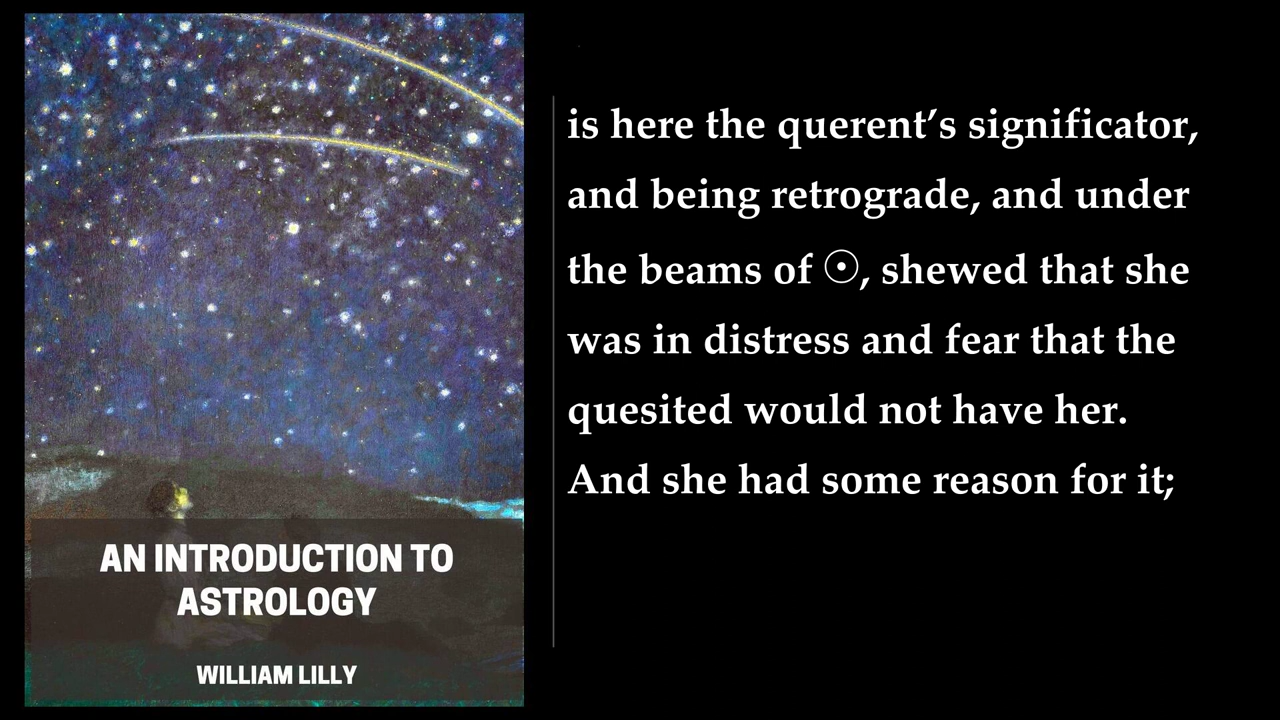 is here the querent’s significator,
and being retrograde, and under
the beams of ☉, shewed that she
was in distress and fear that the
quesited would not have her.
And she had some reason for it;
AN INTRODUCTION TO
ASTROLOGY
WILLIAM LILLY